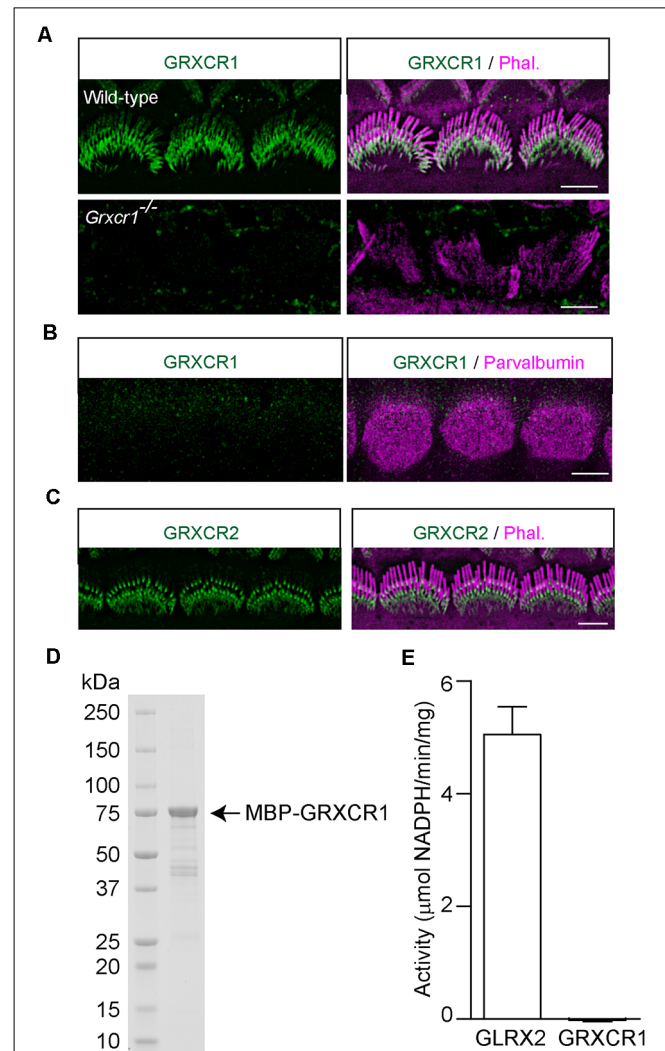 A
GRXCR1
GRXCR1 / Phal.
Wild-type
Grxcr1-/-
B
GRXCR1
GRXCR1 / Parvalbumin
C
GRXCR2
GRXCR2 / Phal.
D
kDa
250
150
100
75
50
37
25
20
15
10
MBP-GRXCR1
E
Activity (μmol NADPH/min/mg)
6
4
2
0
GLRX2
GRXCR1